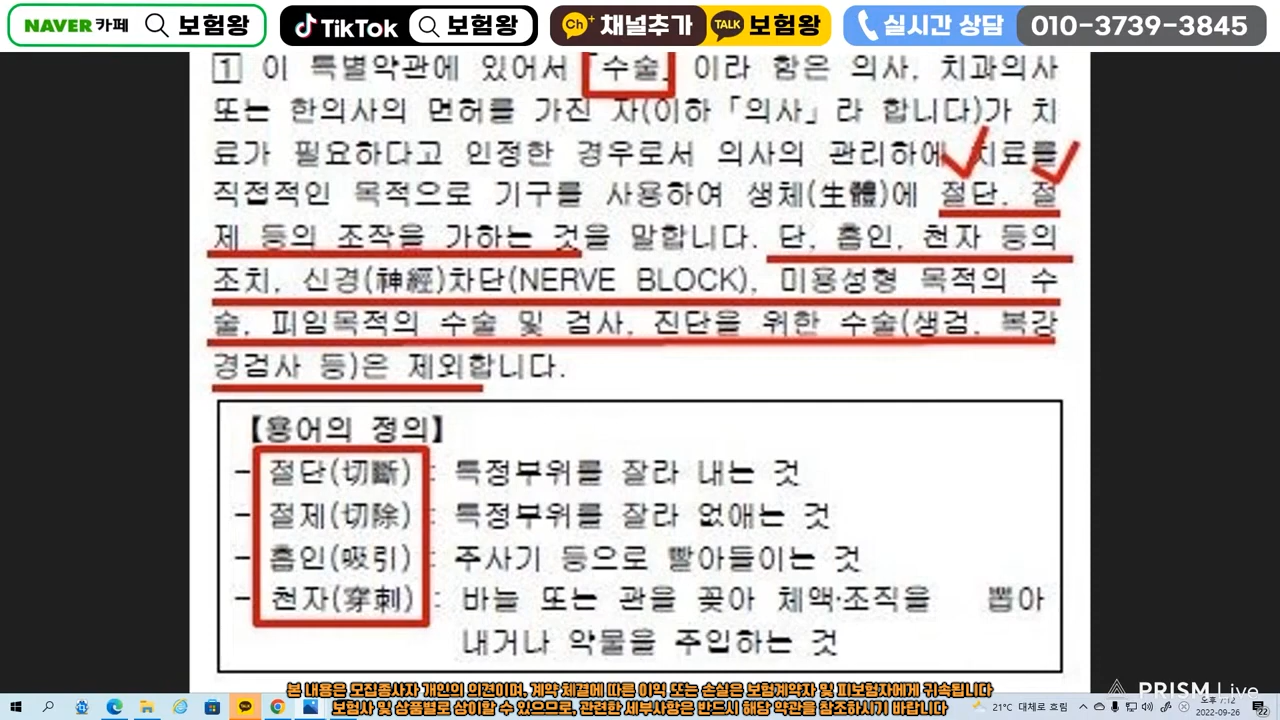 NAVER 카페 보험왕 TikTok 보험왕 Ch+ 채널추가 TALK 보험왕 실시간 상담 010-3739-3845
1 이 특별약관에 있어서 「수술」 이라 함은 의사, 치과의사
또는 한의사의 면허를 가진 자(이하「의사」라 합니다)가 치
료가 필요하다고 인정한 경우로서 의사의 관리하에 치료를
직접적인 목적으로 기구를 사용하여 생체(生體)에 절단, 절
제 등의 조작을 가하는 것을 말합니다. 단, 흡인, 천자 등의
조치, 신경(神經)차단(NERVE BLOCK), 미용성형 목적의 수
술, 피임목적의 수술 및 검사, 진단을 위한 수술(생검, 복강
경검사 등)은 제외합니다.
【용어의 정의】
- 절단(切斷) : 특정부위를 잘라 내는 것
- 절제(切除) : 특정부위를 잘라 없애는 것
- 흡인(吸引) : 주사기 등으로 빨아들이는 것
- 천자(穿刺) : 바늘 또는 관을 꽂아 체액·조직을 뽑아
내거나 약물을 주입하는 것
PRISM Live
본 내용은 모집종사자 개인의 의견이며, 계약 체결에 따른 이익 또는 손실은 보험계약자 및 피보험자에게 귀속됩니다
보험사 및 상품별로 상이할 수 있으므로, 관련한 세부사항은 반드시 해당 약관을 참조하시기 바랍니다
21℃ 대체로 흐림
오후 7:12
2022-09-26
22